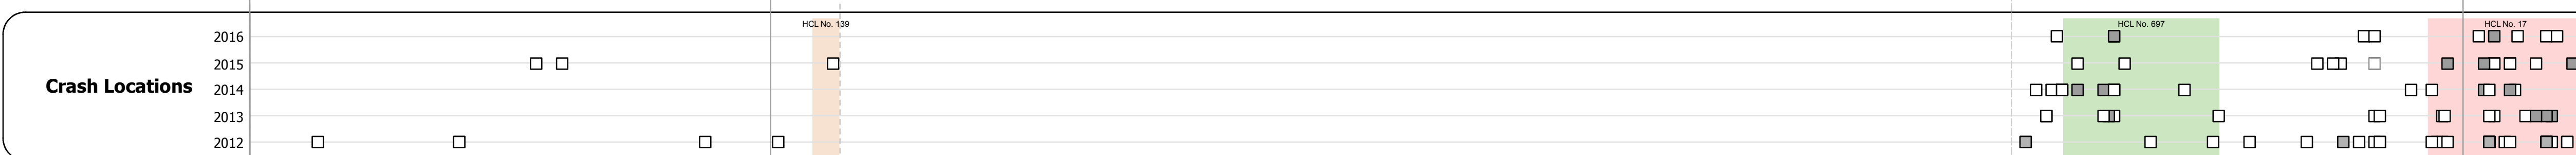 HCL No. 139
HCL No. 697
HCL No. 17
2016
2015
Crash Locations
2014
2013
2012